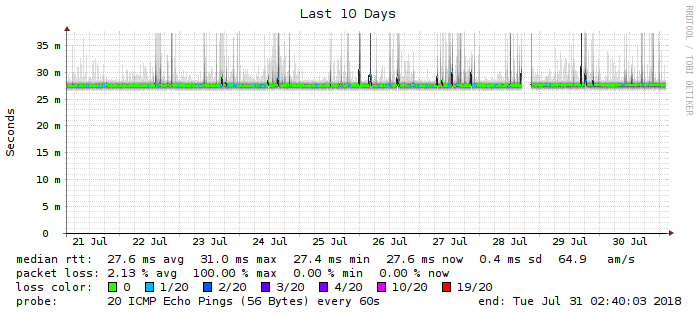 Last 10 Days
RRDTOOL / TOBI OETIKER
Seconds
35 m
30 m
25 m
20 m
15 m
10 m
5 m
0
21 Jul 22 Jul 23 Jul 24 Jul 25 Jul 26 Jul 27 Jul 28 Jul 29 Jul 30 Jul
median rtt: 27.6 ms avg 31.0 ms max 27.4 ms min 27.6 ms now 0.4 ms sd 64.9 am/s
packet loss: 2.13 % avg 100.00 % max 0.00 % min 0.00 % now
loss color: 0 1/20 2/20 3/20 4/20 10/20 19/20
probe: 20 ICMP Echo Pings (56 Bytes) every 60s end: Tue Jul 31 02:40:03 2018